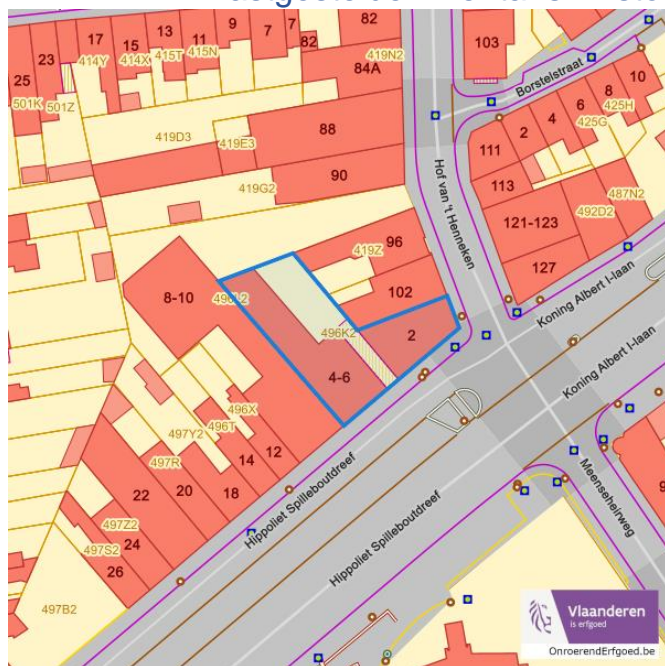 82
9
7
7
13
11
17
15
23
25
82
103
414Y
414X
415T
415N
419N2
84A
501K
501Z
Borstelstraat
10
8
6
4
2
425H
425G
88
419D3
419E3
111
90
419G2
113
487N2
492D2
121-123
Hof van 't Henneken
96
419Z
127
8-10
102
Koning Albert I-laan
496K2
2
4-6
Koning Albert I-laan
496X
496T
497Y2
12
14
497R
18
20
22
Meenseheirweg
Hippoliet Spilleboutdreef
Hippoliet Spilleboutdreef
497Z2
24
497S2
26
497B2
Vlaanderen
is erfgoed
OnroerendErfgoed.be